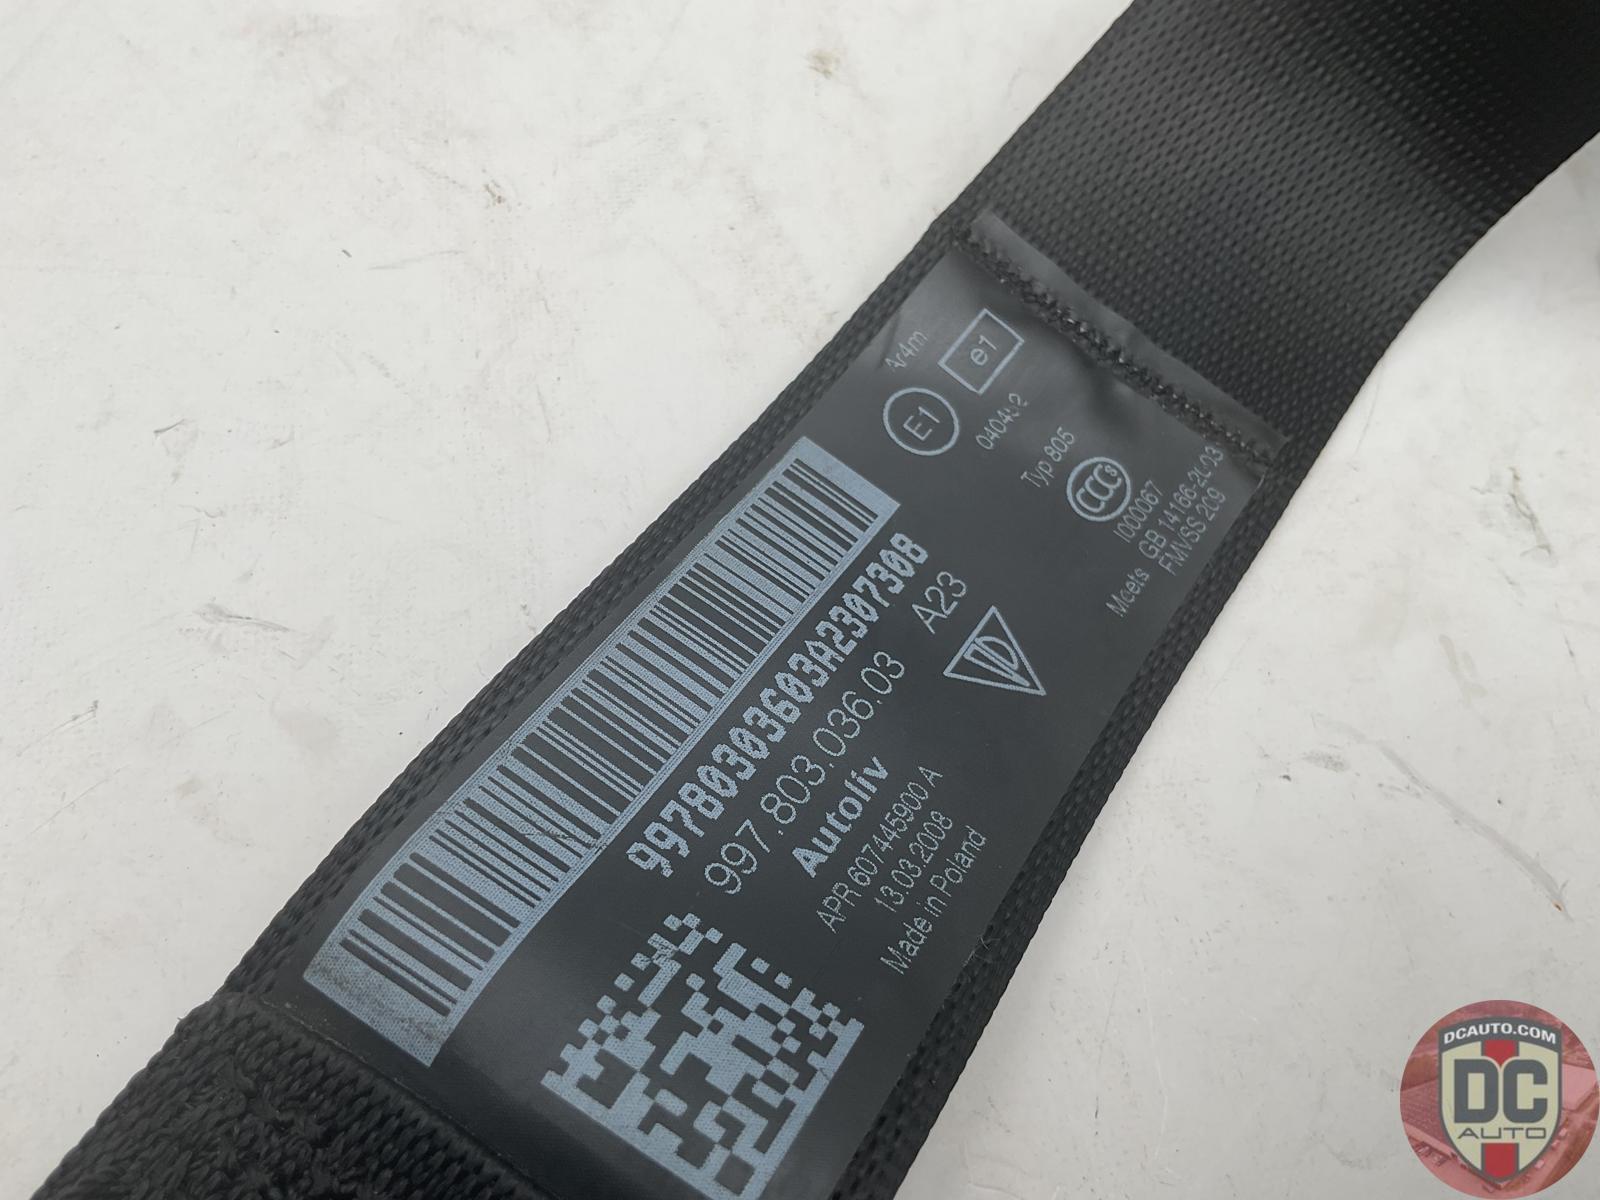 Ar4m
E1
e1
Typ 805
CCC S
I000067
Meets GB 14166-2003
FMVSS 209
99780303603A2307308
997.803.036.03
A23
Autoliv
APR 607445900 A
13.03.2008
Made in Poland
DCAUTO.COM
DC
AUTO